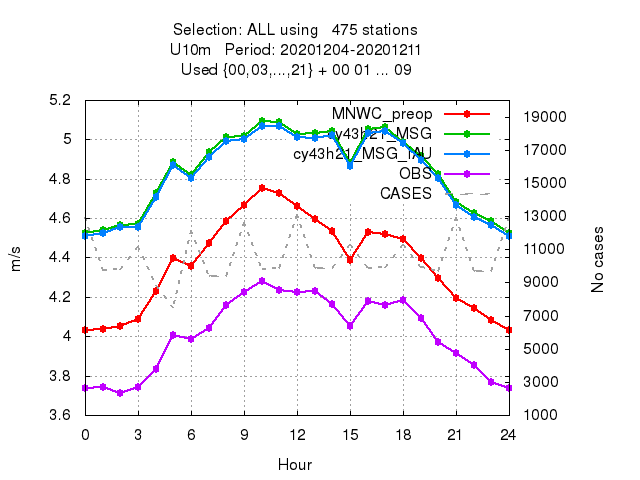 Selection: ALL using   475 stations
U10m   Period: 20201204-20201211
Used {00,03,...,21} + 00 01 ... 09
MNWC_preop
cy43h21_MSG
cy43h21_MSG_IAU
OBS
CASES
5.2
5
4.8
4.6
4.4
4.2
4
3.8
3.6
m/s
19000
17000
15000
13000
11000
9000
7000
5000
3000
1000
No cases
0 3 6 9 12 15 18 21 24
Hour